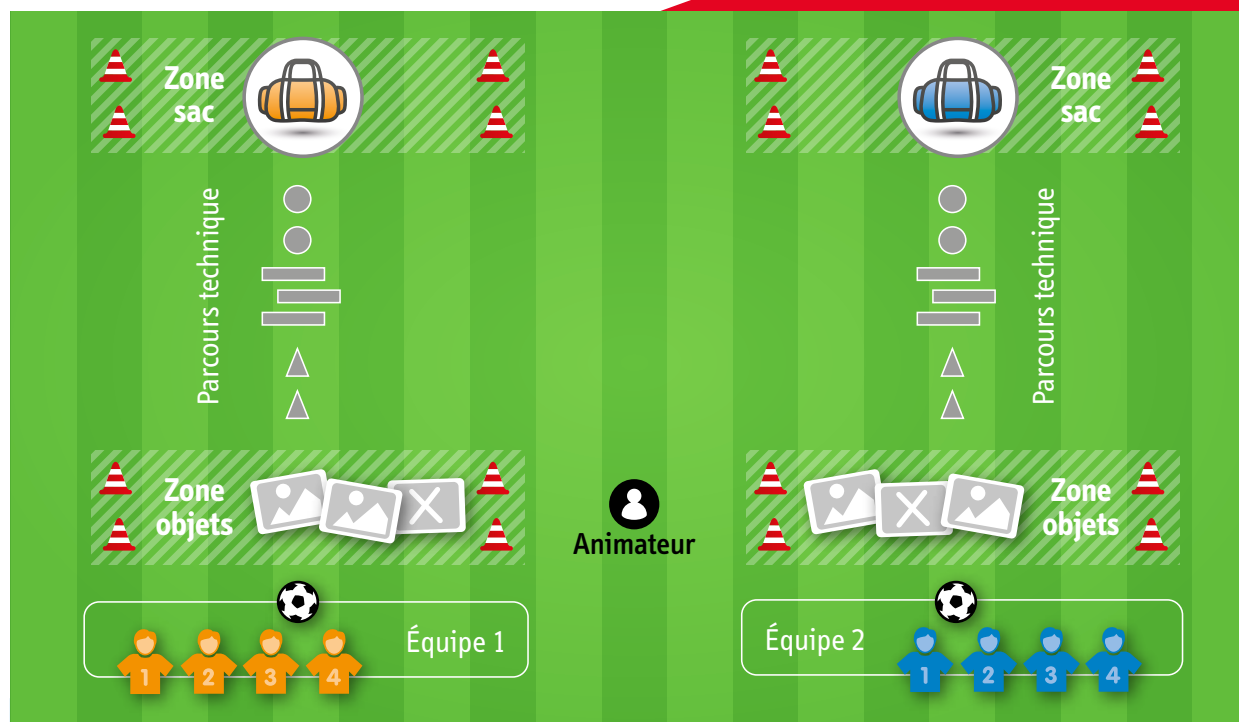 Zone
sac
Zone
sac
Parcours technique
Parcours technique
Zone
objets
Zone
objets
Animateur
Équipe 1
1
2
3
4
Équipe 2
1
2
3
4